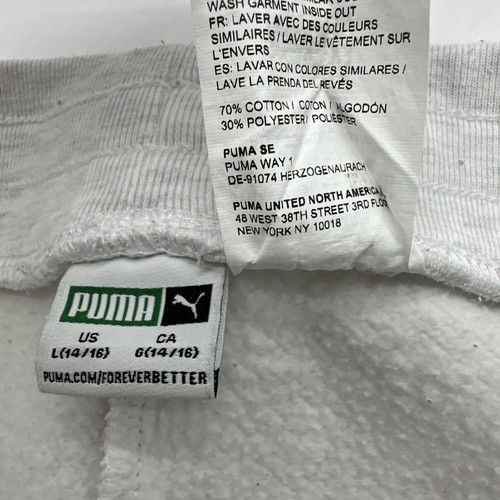 WASH GARMENT INSIDE OUT
FR: LAVER AVEC DES COULEURS
SIMILAIRES / LAVER LE VÊTEMENT SUR
L'ENVERS
ES: LAVAR CON COLORES SIMILARES /
LAVE LA PRENDA DEL REVÉS
70% COTTON / COTON / ALGODÓN
30% POLYESTER / POLIÉSTER
PUMA SE
PUMA WAY 1
DE-91074 HERZOGENAURACH
PUMA UNITED NORTH AMERICA
48 WEST 38TH STREET 3RD FLOOR
NEW YORK NY 10018
PUMA
US CA
L(14/16) G(14/16)
PUMA.COM/FOREVERBETTER